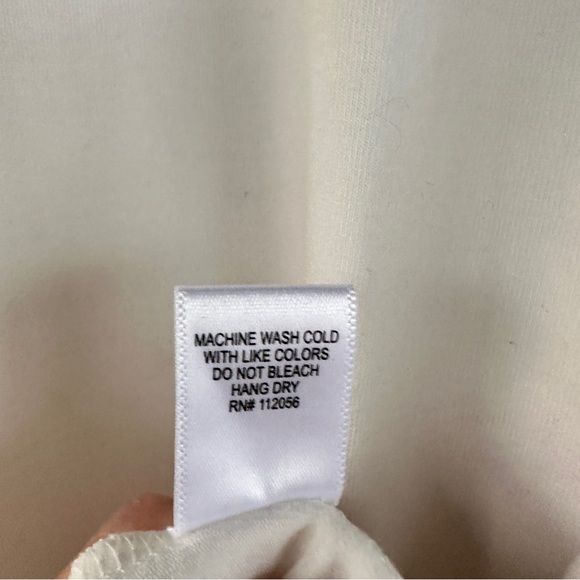 MACHINE WASH COLD
WITH LIKE COLORS
DO NOT BLEACH
HANG DRY
RN# 112056